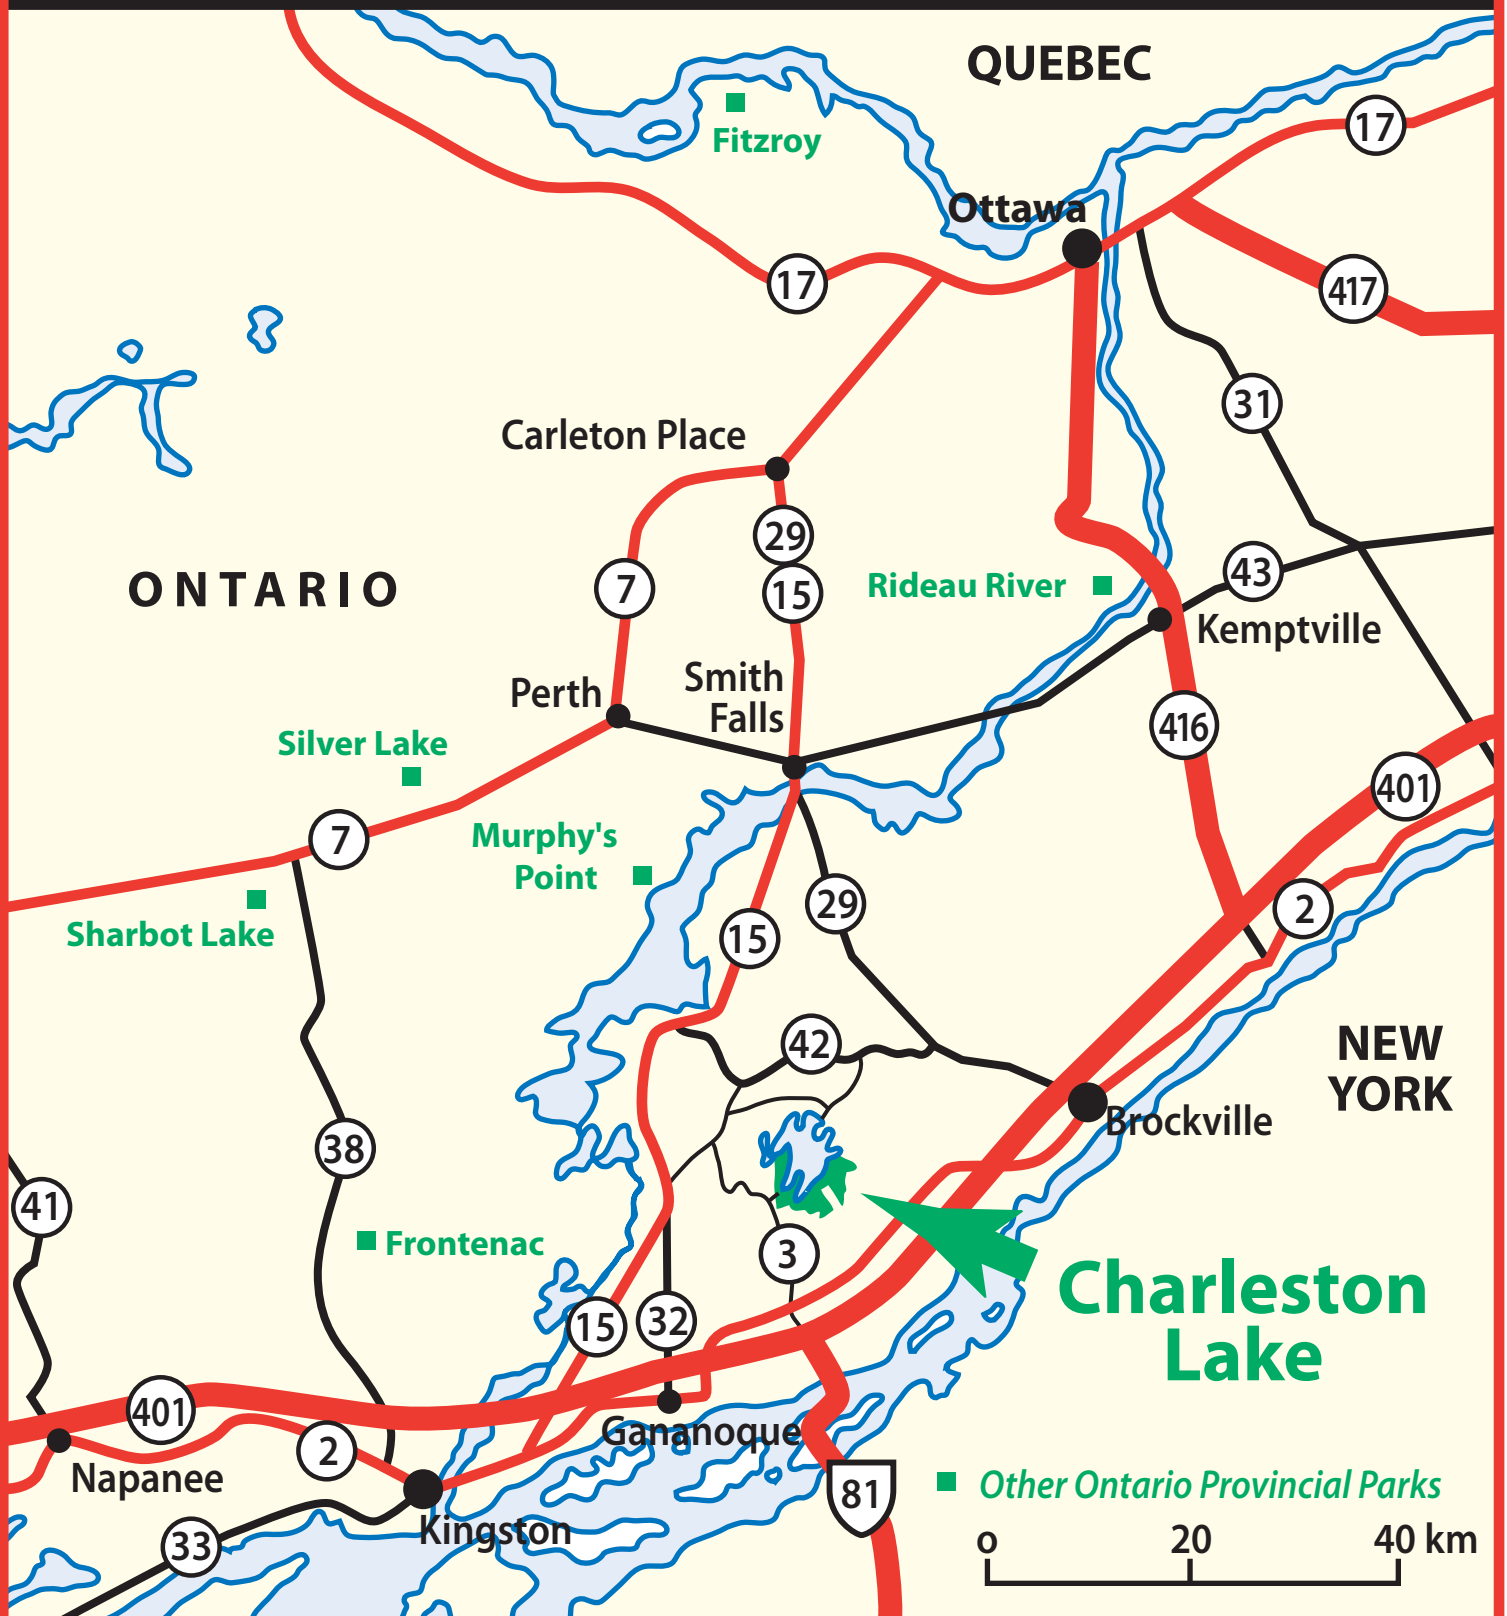 QUEBEC
17
Fitzroy
Ottawa
17
417
31
Carleton Place
29
43
ONTARIO
7
15
Rideau River
Kemptville
Smith
Falls
Perth
416
Silver Lake
401
7
Murphy's
Point
29
2
Sharbot Lake
15
42
NEW
YORK
Brockville
38
41
Frontenac
3
Charleston
Lake
15
32
401
Gananoque
2
Napanee
81
Other Ontario Provincial Parks
Kingston
33
0
20
40 km